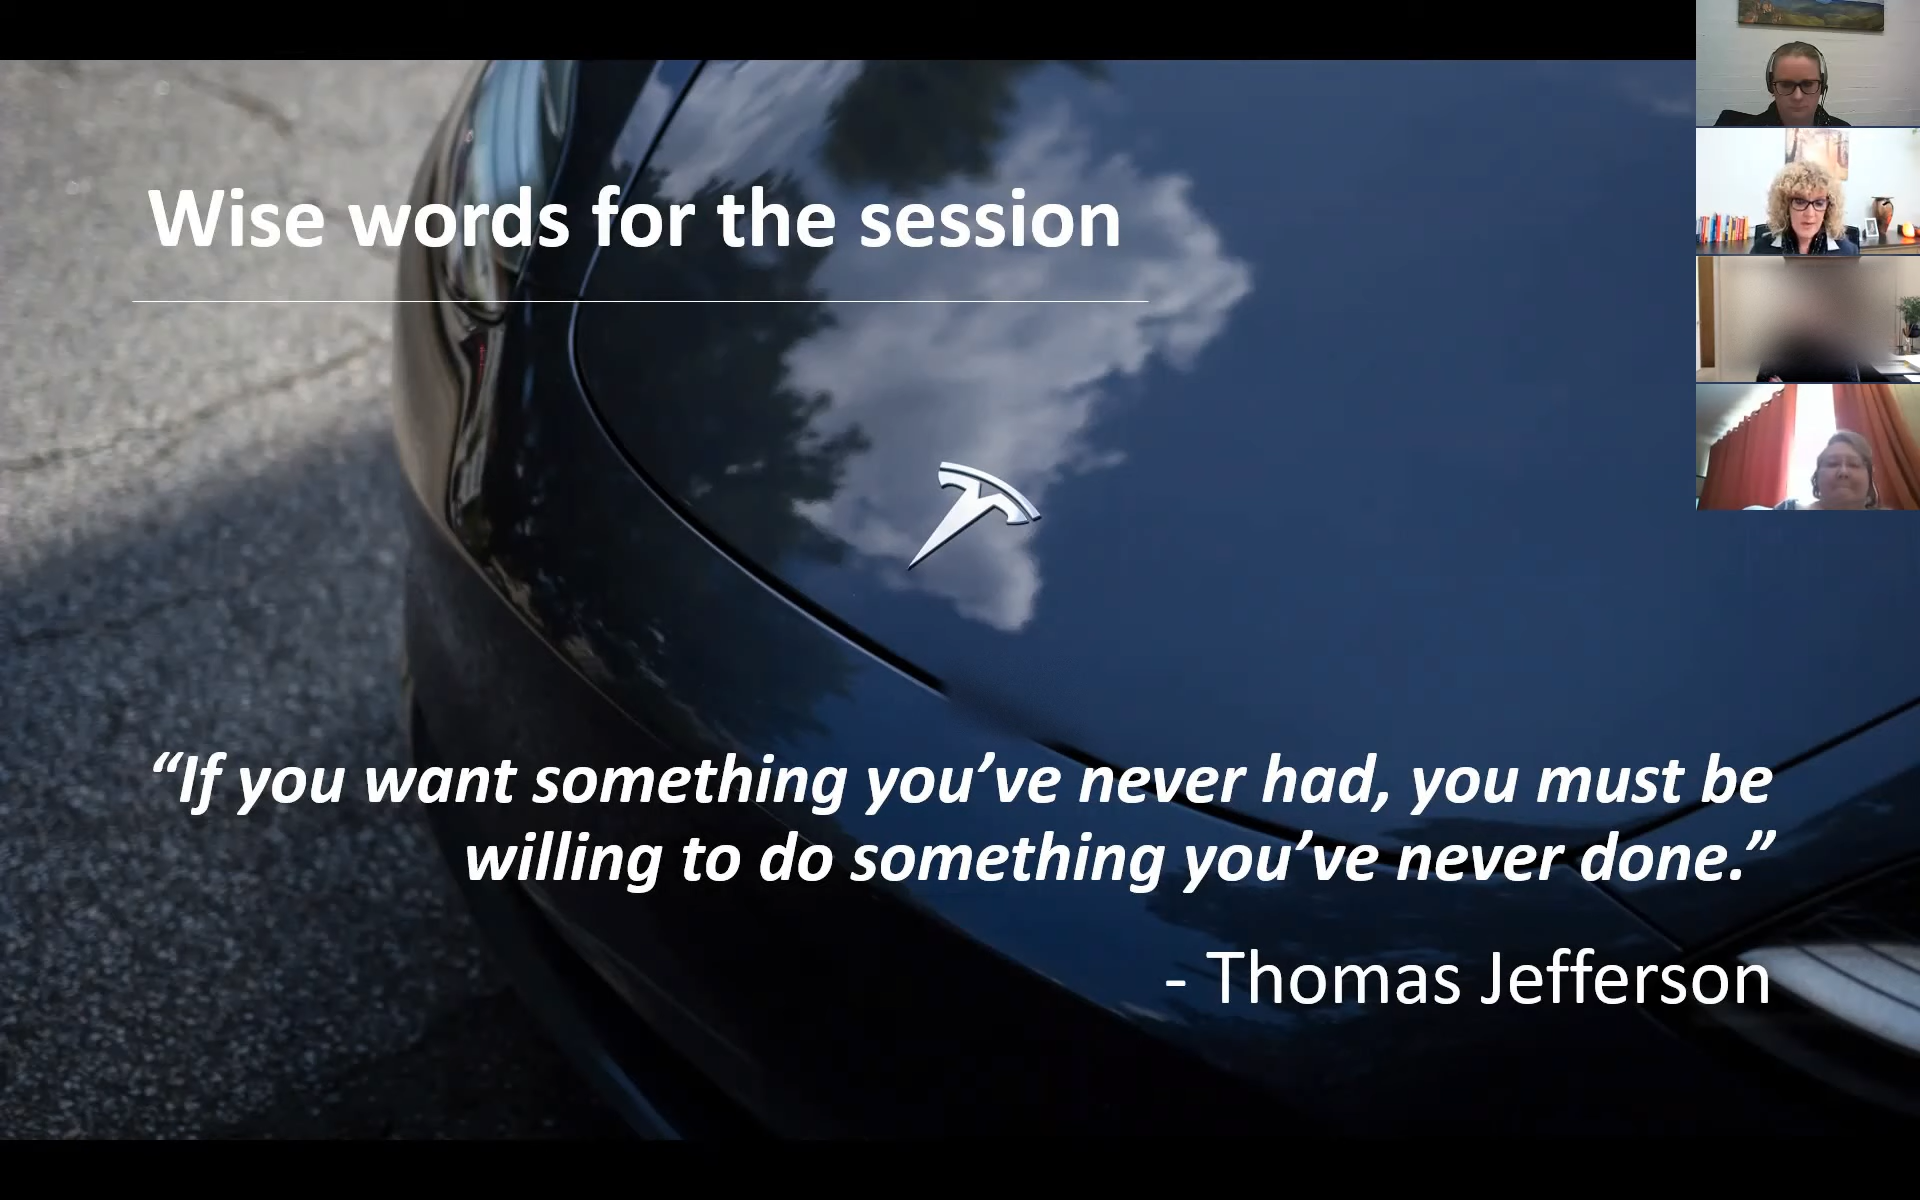 Wise words for the session
“If you want something you’ve never had, you must be
willing to do something you’ve never done.”
- Thomas Jefferson